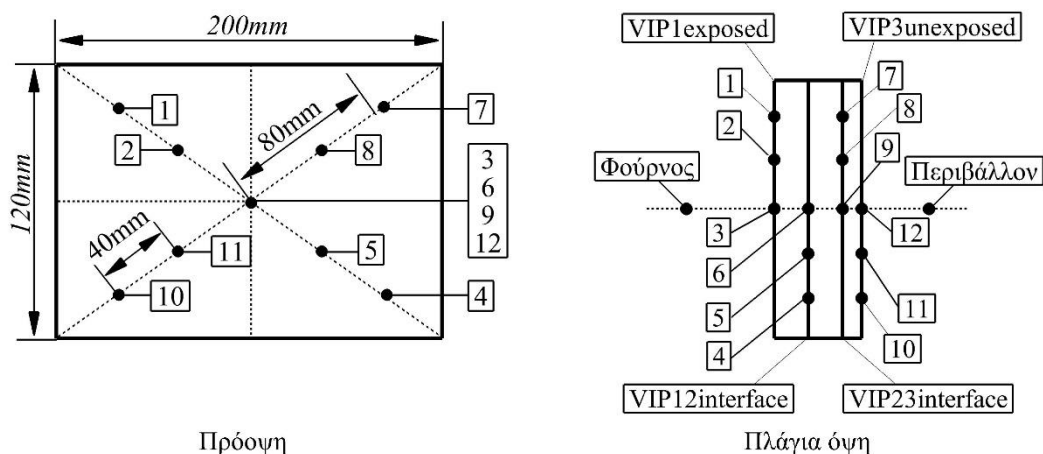 200mm
120mm
1
2
80mm
7
8
3
6
9
12
40mm
11
5
10
4
Πρόοψη
VIP1exposed
VIP3unexposed
1
7
2
8
9
Φούρνος
Περιβάλλον
3
12
6
5
11
4
10
VIP12interface
VIP23interface
Πλάγια όψη